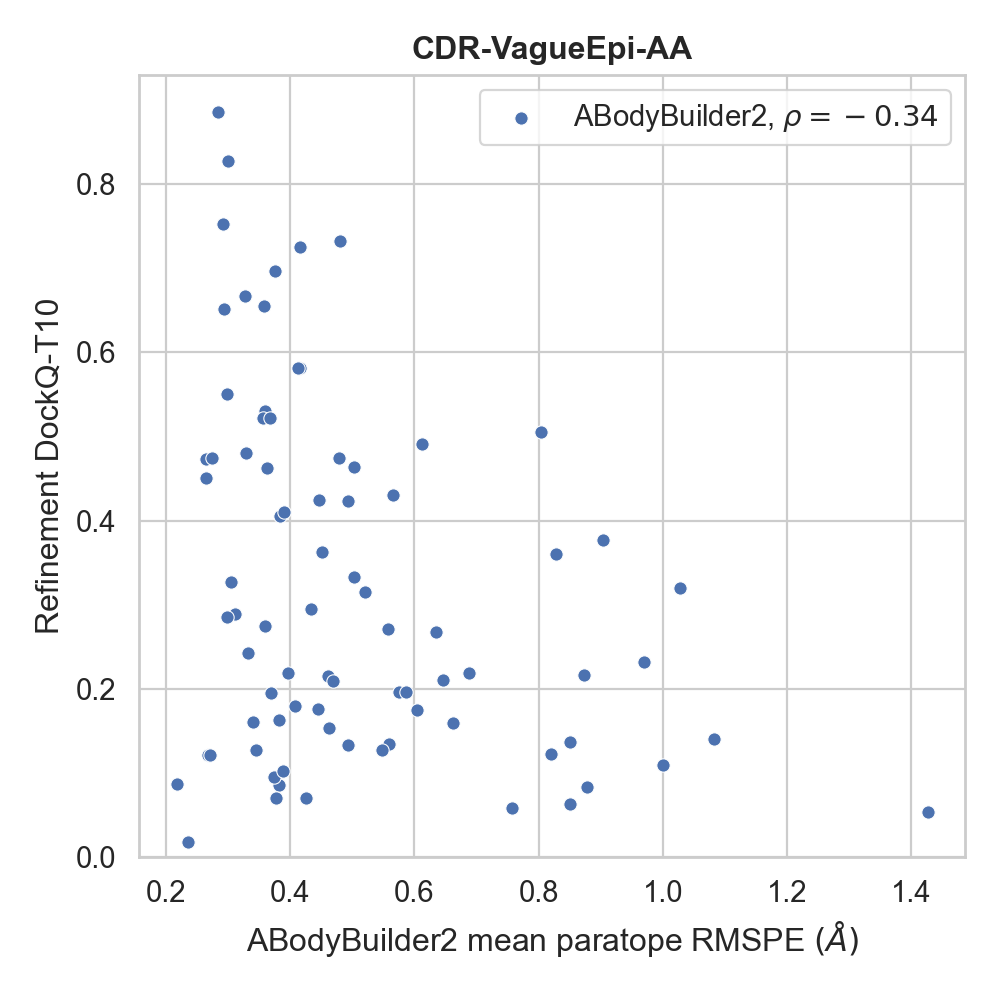 CDR-VagueEpi-AA
ABodyBuilder2, ρ = − 0.34
Refinement DockQ-T10
0.8
0.6
0.4
0.2
0.0
0.2 0.4 0.6 0.8 1.0 1.2 1.4
ABodyBuilder2 mean paratope RMSPE (Å)